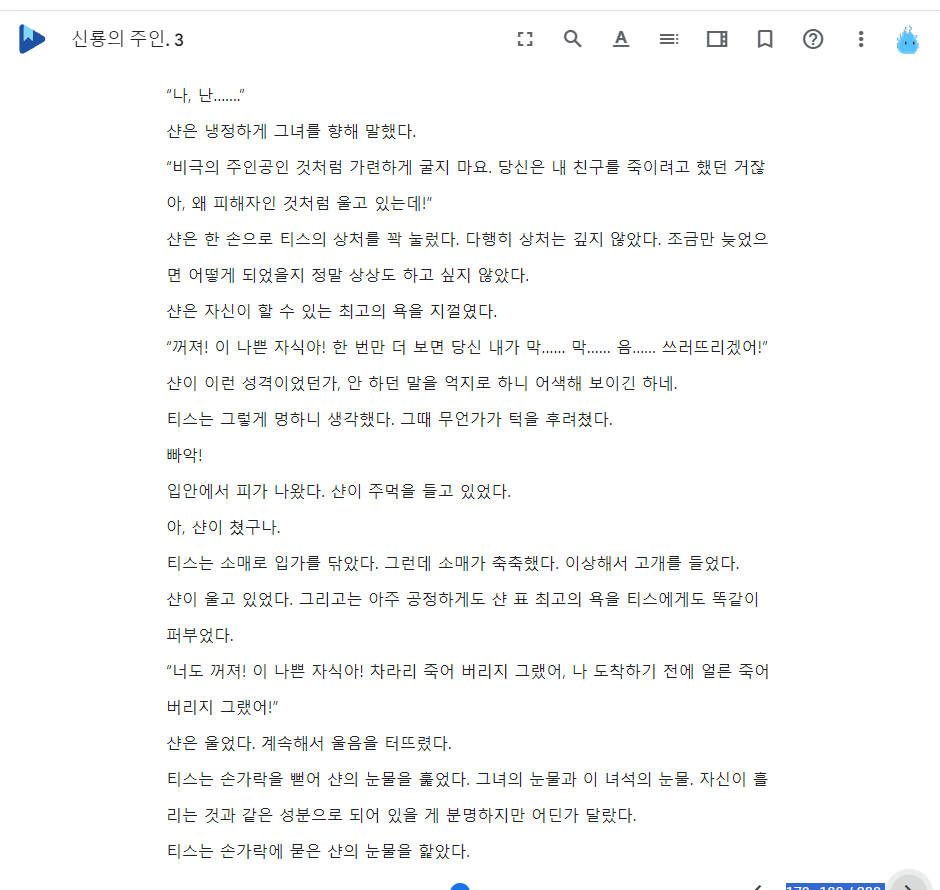 신룡의 주인. 3
“나, 난…….”
샨은 냉정하게 그녀를 향해 말했다.
“비극의 주인공인 것처럼 가련하게 굴지 마요. 당신은 내 친구를 죽이려고 했던 거잖
아, 왜 피해자인 것처럼 울고 있는데!”
샨은 한 손으로 티스의 상처를 꽉 눌렀다. 다행히 상처는 깊지 않았다. 조금만 늦었으
면 어떻게 되었을지 정말 상상도 하고 싶지 않았다.
샨은 자신이 할 수 있는 최고의 욕을 지껄였다.
“꺼져! 이 나쁜 자식아! 한 번만 더 보면 당신 내가 막…… 막…… 음…… 쓰러뜨리겠어!”
샨이 이런 성격이었던가, 안 하던 말을 억지로 하니 어색해 보이긴 하네.
티스는 그렇게 멍하니 생각했다. 그때 무언가가 턱을 후려쳤다.
빠악!
입안에서 피가 나왔다. 샨이 주먹을 들고 있었다.
아, 샨이 쳤구나.
티스는 소매로 입가를 닦았다. 그런데 소매가 축축했다. 이상해서 고개를 들었다.
샨이 울고 있었다. 그리고는 아주 공정하게도 샨 표 최고의 욕을 티스에게도 똑같이
퍼부었다.
“너도 꺼져! 이 나쁜 자식아! 차라리 죽어 버리지 그랬어, 나 도착하기 전에 얼른 죽어
버리지 그랬어!”
샨은 울었다. 계속해서 울음을 터뜨렸다.
티스는 손가락을 뻗어 샨의 눈물을 훑었다. 그녀의 눈물과 이 녀석의 눈물. 자신이 흘
리는 것과 같은 성분으로 되어 있을 게 분명하지만 어딘가 달랐다.
티스는 손가락에 묻은 샨의 눈물을 핥았다.